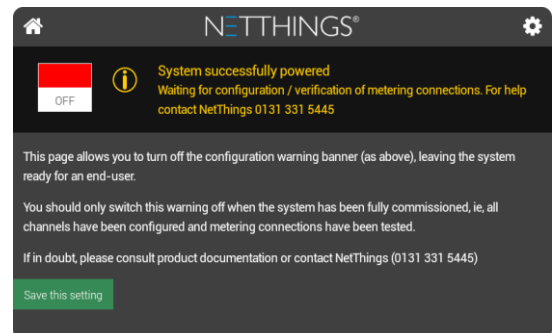 NETTHINGS®
OFF
System successfully powered
Waiting for configuration / verification of metering connections. For help
contact NetThings 0131 331 5445
This page allows you to turn off the configuration warning banner (as above), leaving the system
ready for an end-user.
You should only switch this warning off when the system has been fully commissioned, ie, all
channels have been configured and metering connections have been tested.
If in doubt, please consult product documentation or contact NetThings (0131 331 5445)
Save this setting